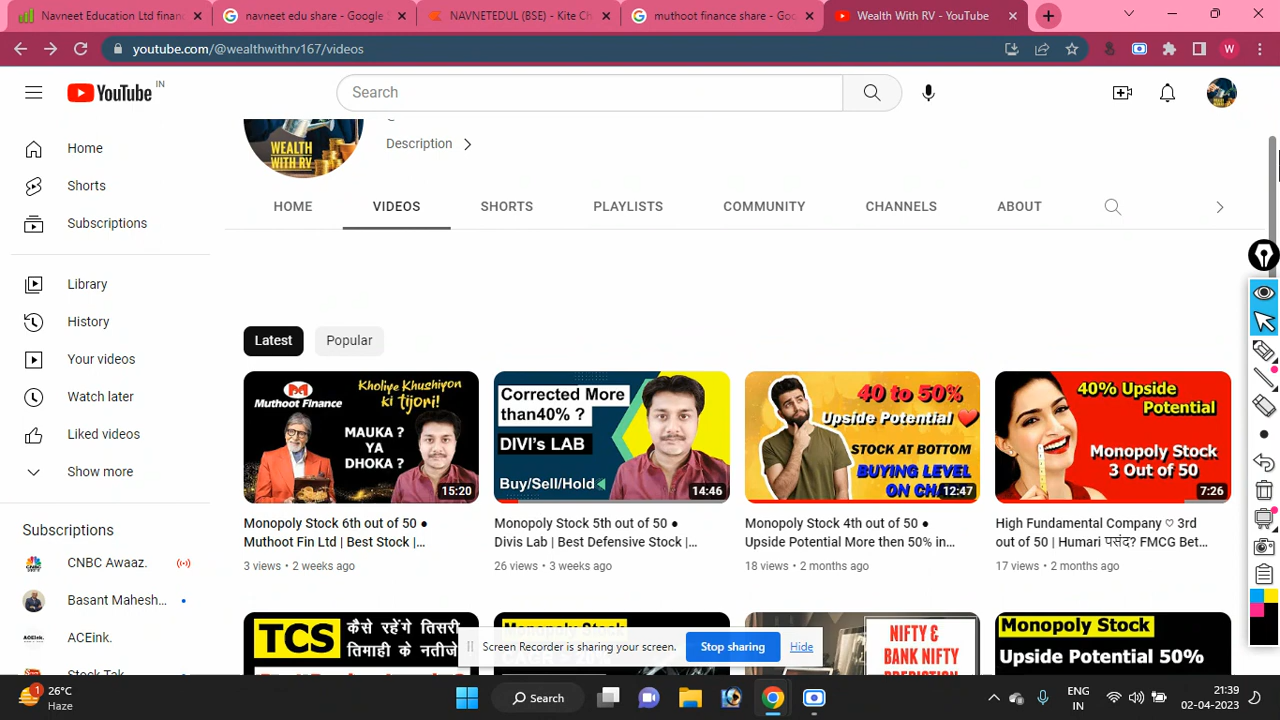 Navneet Education Ltd finan
navneet edu share - Google S
NAVNETEDUL (BSE) - Kite Ch
muthoot finance share - Goo
Wealth With RV - YouTube
youtube.com/@wealthwithrv167/videos
W
YouTube IN
Search
WEALTH
WITH RV
Description
Home
Shorts
Subscriptions
Library
History
Your videos
Watch later
Liked videos
Show more
Subscriptions
CNBC Awaaz.
Basant Mahesh...
ACEink.
Stock Talk
HOME VIDEOS SHORTS PLAYLISTS COMMUNITY CHANNELS ABOUT
Latest Popular
Muthoot Finance
Kholiye Khushiyon
ki tijori!
MAUKA ?
YA
DHOKA ?
15:20
Monopoly Stock 6th out of 50 ●
Muthoot Fin Ltd | Best Stock |...
3 views • 2 weeks ago
Corrected More
than40% ?
DIVI's LAB
Buy/Sell/Hold
14:46
Monopoly Stock 5th out of 50 ●
Divis Lab | Best Defensive Stock |...
26 views • 3 weeks ago
40 to 50%
Upside Potential
STOCK AT BOTTOM
BUYING LEVEL
ON CHA
12:47
Monopoly Stock 4th out of 50 ●
Upside Potential More then 50% in...
18 views • 2 months ago
40% Upside
Potential
Monopoly Stock
3 Out of 50
7:26
High Fundamental Company ♡ 3rd
out of 50 | Humari पसंद? FMCG Bet...
17 views • 2 months ago
TCS कैसे रहेंगे तिसरी
तिमाही के नतीजे
Monopoly Stock
NIFTY &
BANK NIFTY
PREDICTION
Monopoly Stock
Upside Potential 50%
Screen Recorder is sharing your screen. Stop sharing Hide
1
26°C
Haze
Search
ENG
IN
21:39
02-04-2023